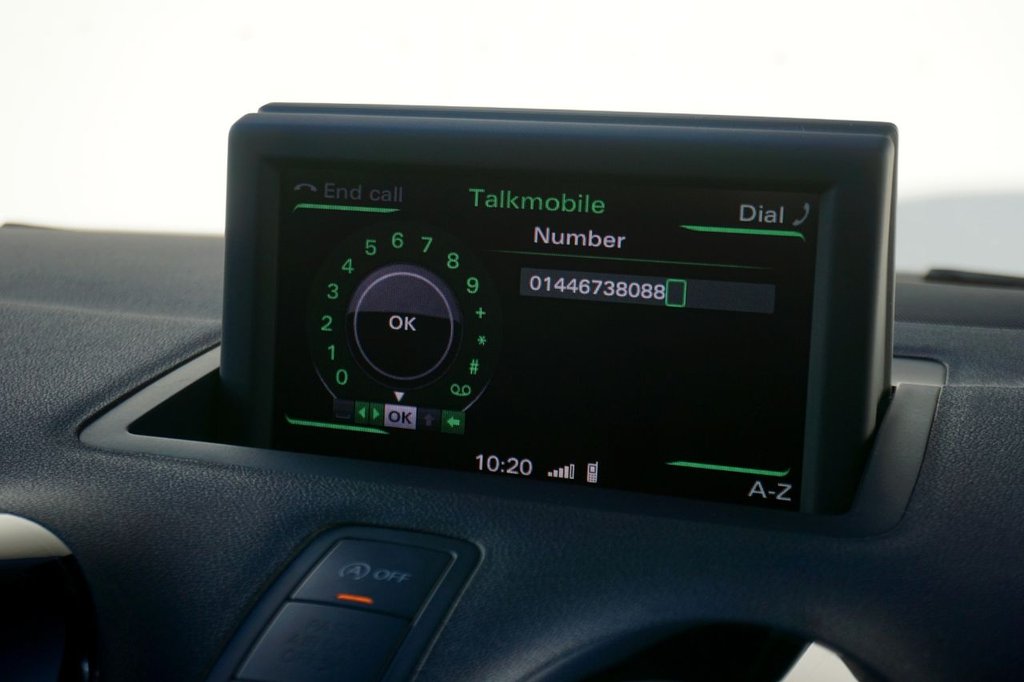 End call
Talkmobile
Dial
Number
01446738088
0
1
2
3
4
5
6
7
8
9
+
*
#
OK
OK
10:20
A-Z
A OFF